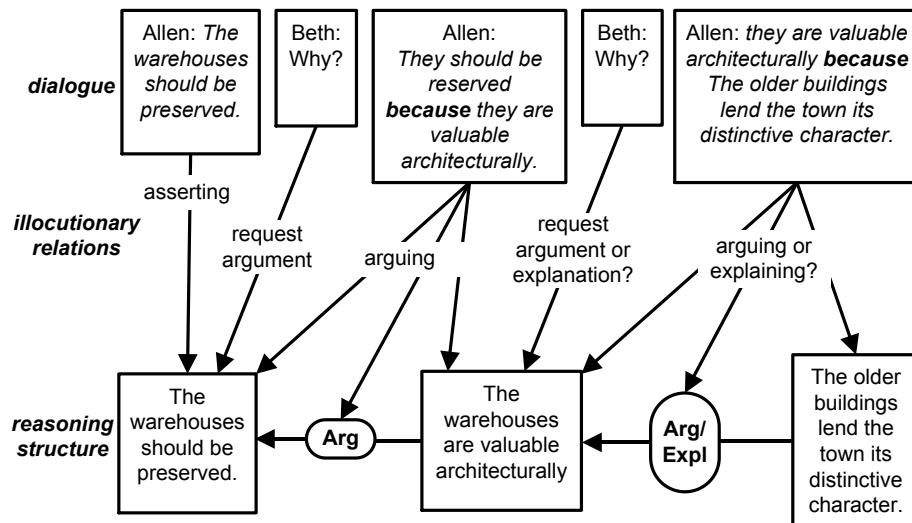 Allen: The
warehouses
should be
preserved.
Beth:
Why?
Allen:
They should be
reserved
because they are
valuable
architecturally.
Beth:
Why?
Allen: they are valuable
architecturally because
The older buildings
lend the town its
distinctive character.
dialogue
asserting
illocutionary
relations
request
argument
arguing
request
argument or
explanation?
arguing or
explaining?
reasoning
structure
The
warehouses
should be
preserved.
Arg
The
warehouses
are valuable
architecturally
Arg/
Expl
The older
buildings
lend the
town its
distinctive
character.